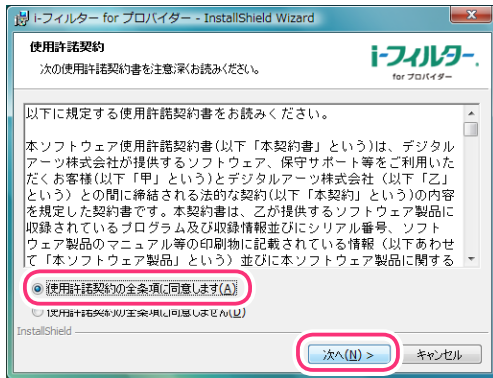 i-フィルター for プロバイダー - InstallShield Wizard
使用許諾契約
次の使用許諾契約書を注意深くお読みください。
i-フィルター.
for プロバイダー
以下に規定する使用許諾契約書をお読みください。
本ソフトウェア使用許諾契約書(以下「本契約書」という)は、デジタル
アーツ株式会社が提供するソフトウェア、保守サポート等をご利用いた
だくお客様(以下「甲」という)とデジタルアーツ株式会社(以下「乙」
という)との間に締結される法的な契約(以下「本契約」という)の内容
を規定した契約書です。本契約書は、乙が提供するソフトウェア製品に
収録されているプログラム及び収録情報並びにシリアル番号、ソフト
ウェア製品のマニュアル等の印刷物に記載されている情報(以下あわせ
て「本ソフトウェア製品」という)並びに本ソフトウェア製品に関する
使用許諾契約の全条項に同意します(A)
使用許諾契約の全条項に同意しません(D)
InstallShield
次へ(N) >
キャンセル